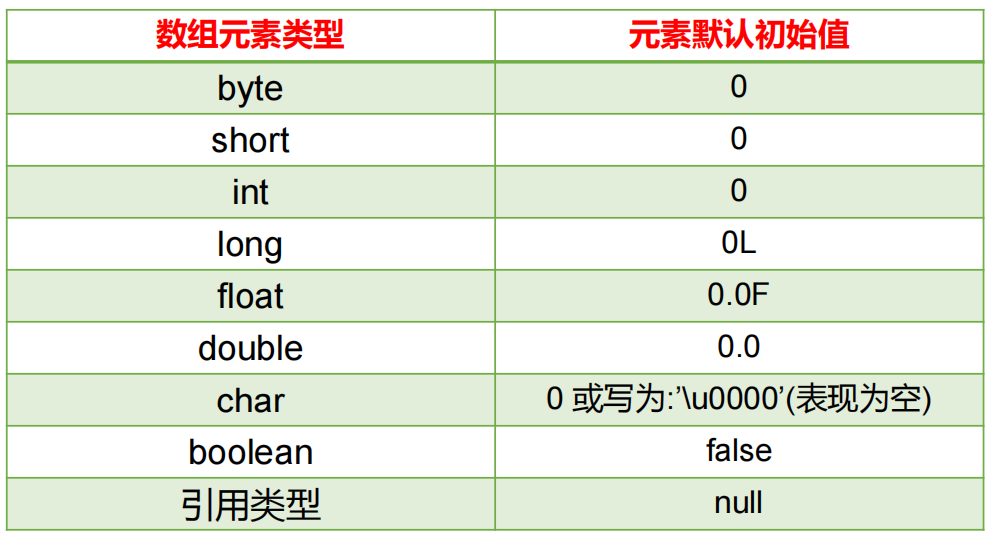 数组元素类型 元素默认初始值
byte 0
short 0
int 0
long 0L
float 0.0F
double 0.0
char 0 或写为:’\u0000’(表现为空)
boolean false
引用类型 null